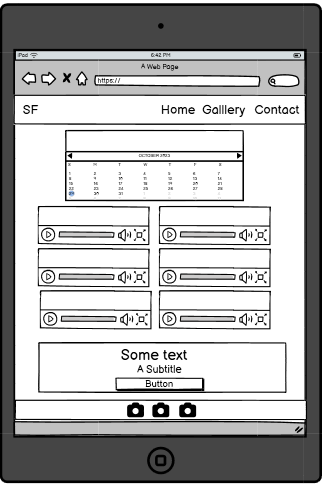 iPad 6:42 PM
A Web Page
https://
SF Home Galllery Contact
OCTOBER 2023
S M T W T F S
1 2 3 4 5 6 7
8 9 10 11 12 13 14
15 16 17 18 19 20 21
22 23 24 25 26 27 28
29 30 31
Some text
A Subtitle
Button